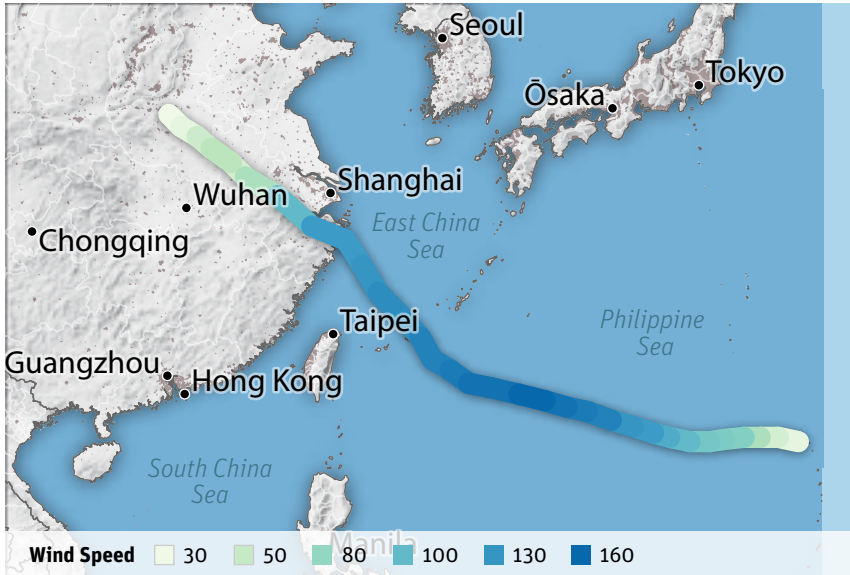 Seoul
Tokyo
Ōsaka
Shanghai
Wuhan
East China
Sea
Chongqing
Taipei
Philippine
Sea
Guangzhou
Hong Kong
South China
Sea
Manila
Wind Speed 30 50 80 100 130 160